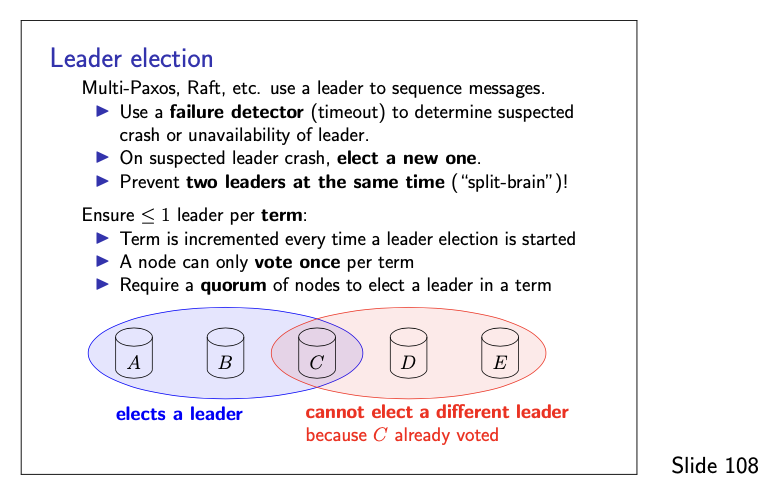 Leader election
Multi-Paxos, Raft, etc. use a leader to sequence messages.
▶ Use a failure detector (timeout) to determine suspected
crash or unavailability of leader.
▶ On suspected leader crash, elect a new one.
▶ Prevent two leaders at the same time (“split-brain”)!
Ensure ≤ 1 leader per term:
▶ Term is incremented every time a leader election is started
▶ A node can only vote once per term
▶ Require a quorum of nodes to elect a leader in a term
A B C D E
elects a leader
cannot elect a different leader
because C already voted
Slide 108